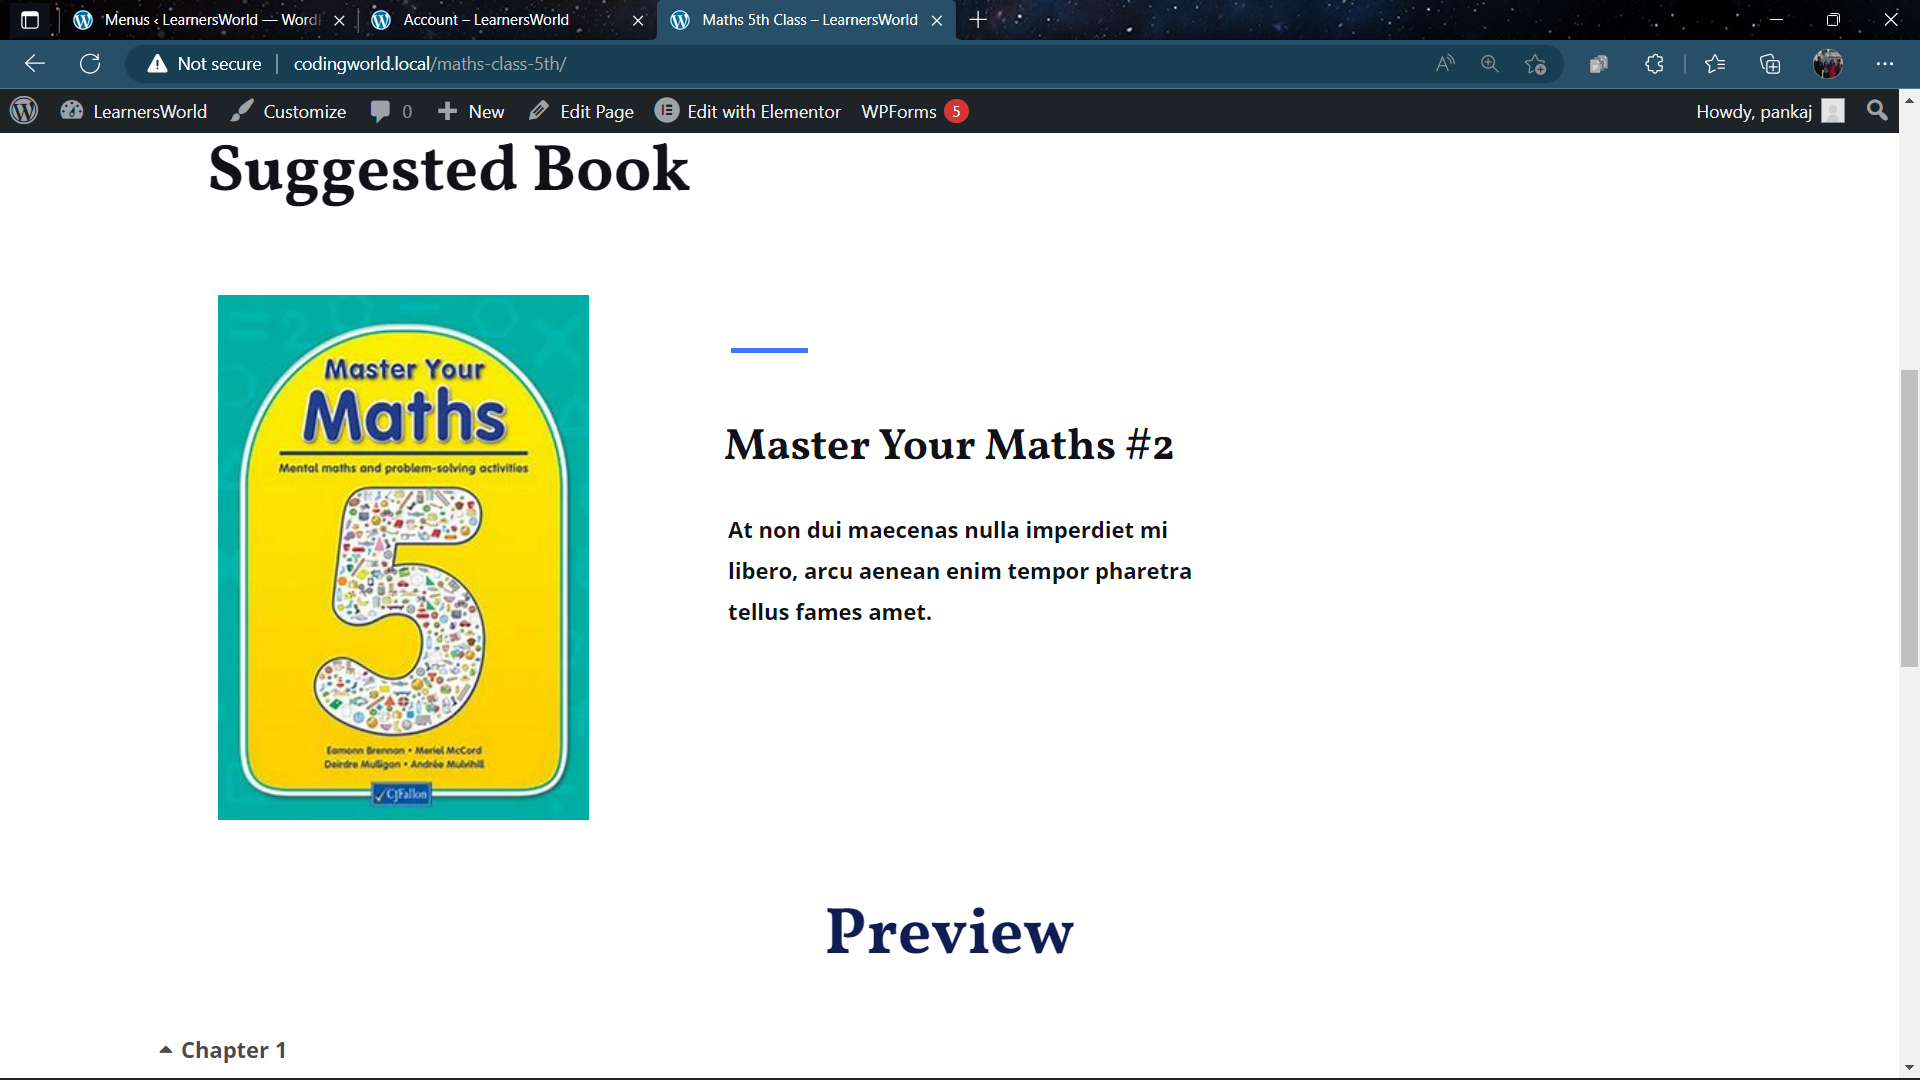 Menus ‹ LearnersWorld — Word
Account – LearnersWorld
Maths 5th Class – LearnersWorld
Not secure
codingworld.local/maths-class-5th/
LearnersWorld
Customize
0
New
Edit Page
Edit with Elementor
WPForms
5
Howdy, pankaj
Suggested Book
Master Your
Maths
Mental maths and problem-solving activities
5
Eamonn Brennan • Meriel McCord
Deirdre Mulligan • Andrée Mulvihill
CJFallon
Master Your Maths #2
At non dui maecenas nulla imperdiet mi
libero, arcu aenean enim tempor pharetra
tellus fames amet.
Preview
Chapter 1